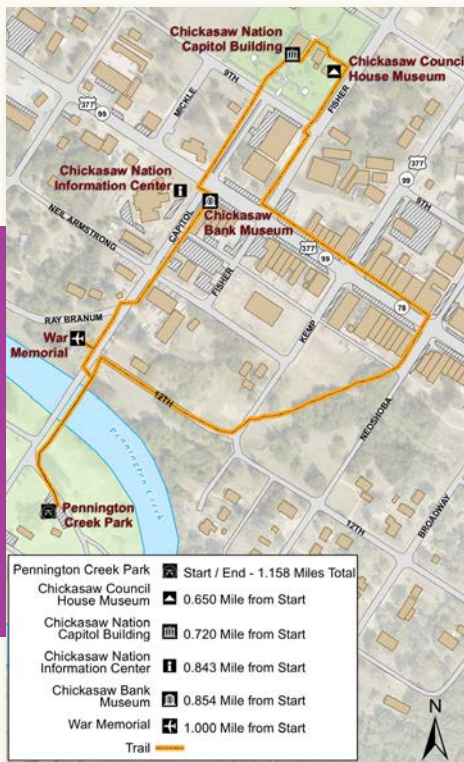 Chickasaw Nation
Capitol Building
Chickasaw Council
House Museum
9TH
FISHER
MICKLE
377
99
377
99
Chickasaw Nation
Information Center
9TH
CAPITOL
Chickasaw
Bank Museum
NEIL ARMSTRONG
377
99
FISHER
78
RAY BRANUM
KEMP
War
Memorial
12TH
NEOSHOBA
Pennington Creek
Pennington
Creek Park
12TH
BROADWAY
Pennington Creek Park Start / End - 1.158 Miles Total
Chickasaw Council
House Museum 0.650 Mile from Start
Chickasaw Nation
Capitol Building 0.720 Mile from Start
Chickasaw Nation
Information Center 0.843 Mile from Start
Chickasaw Bank
Museum 0.854 Mile from Start
War Memorial 1.000 Mile from Start
Trail
N